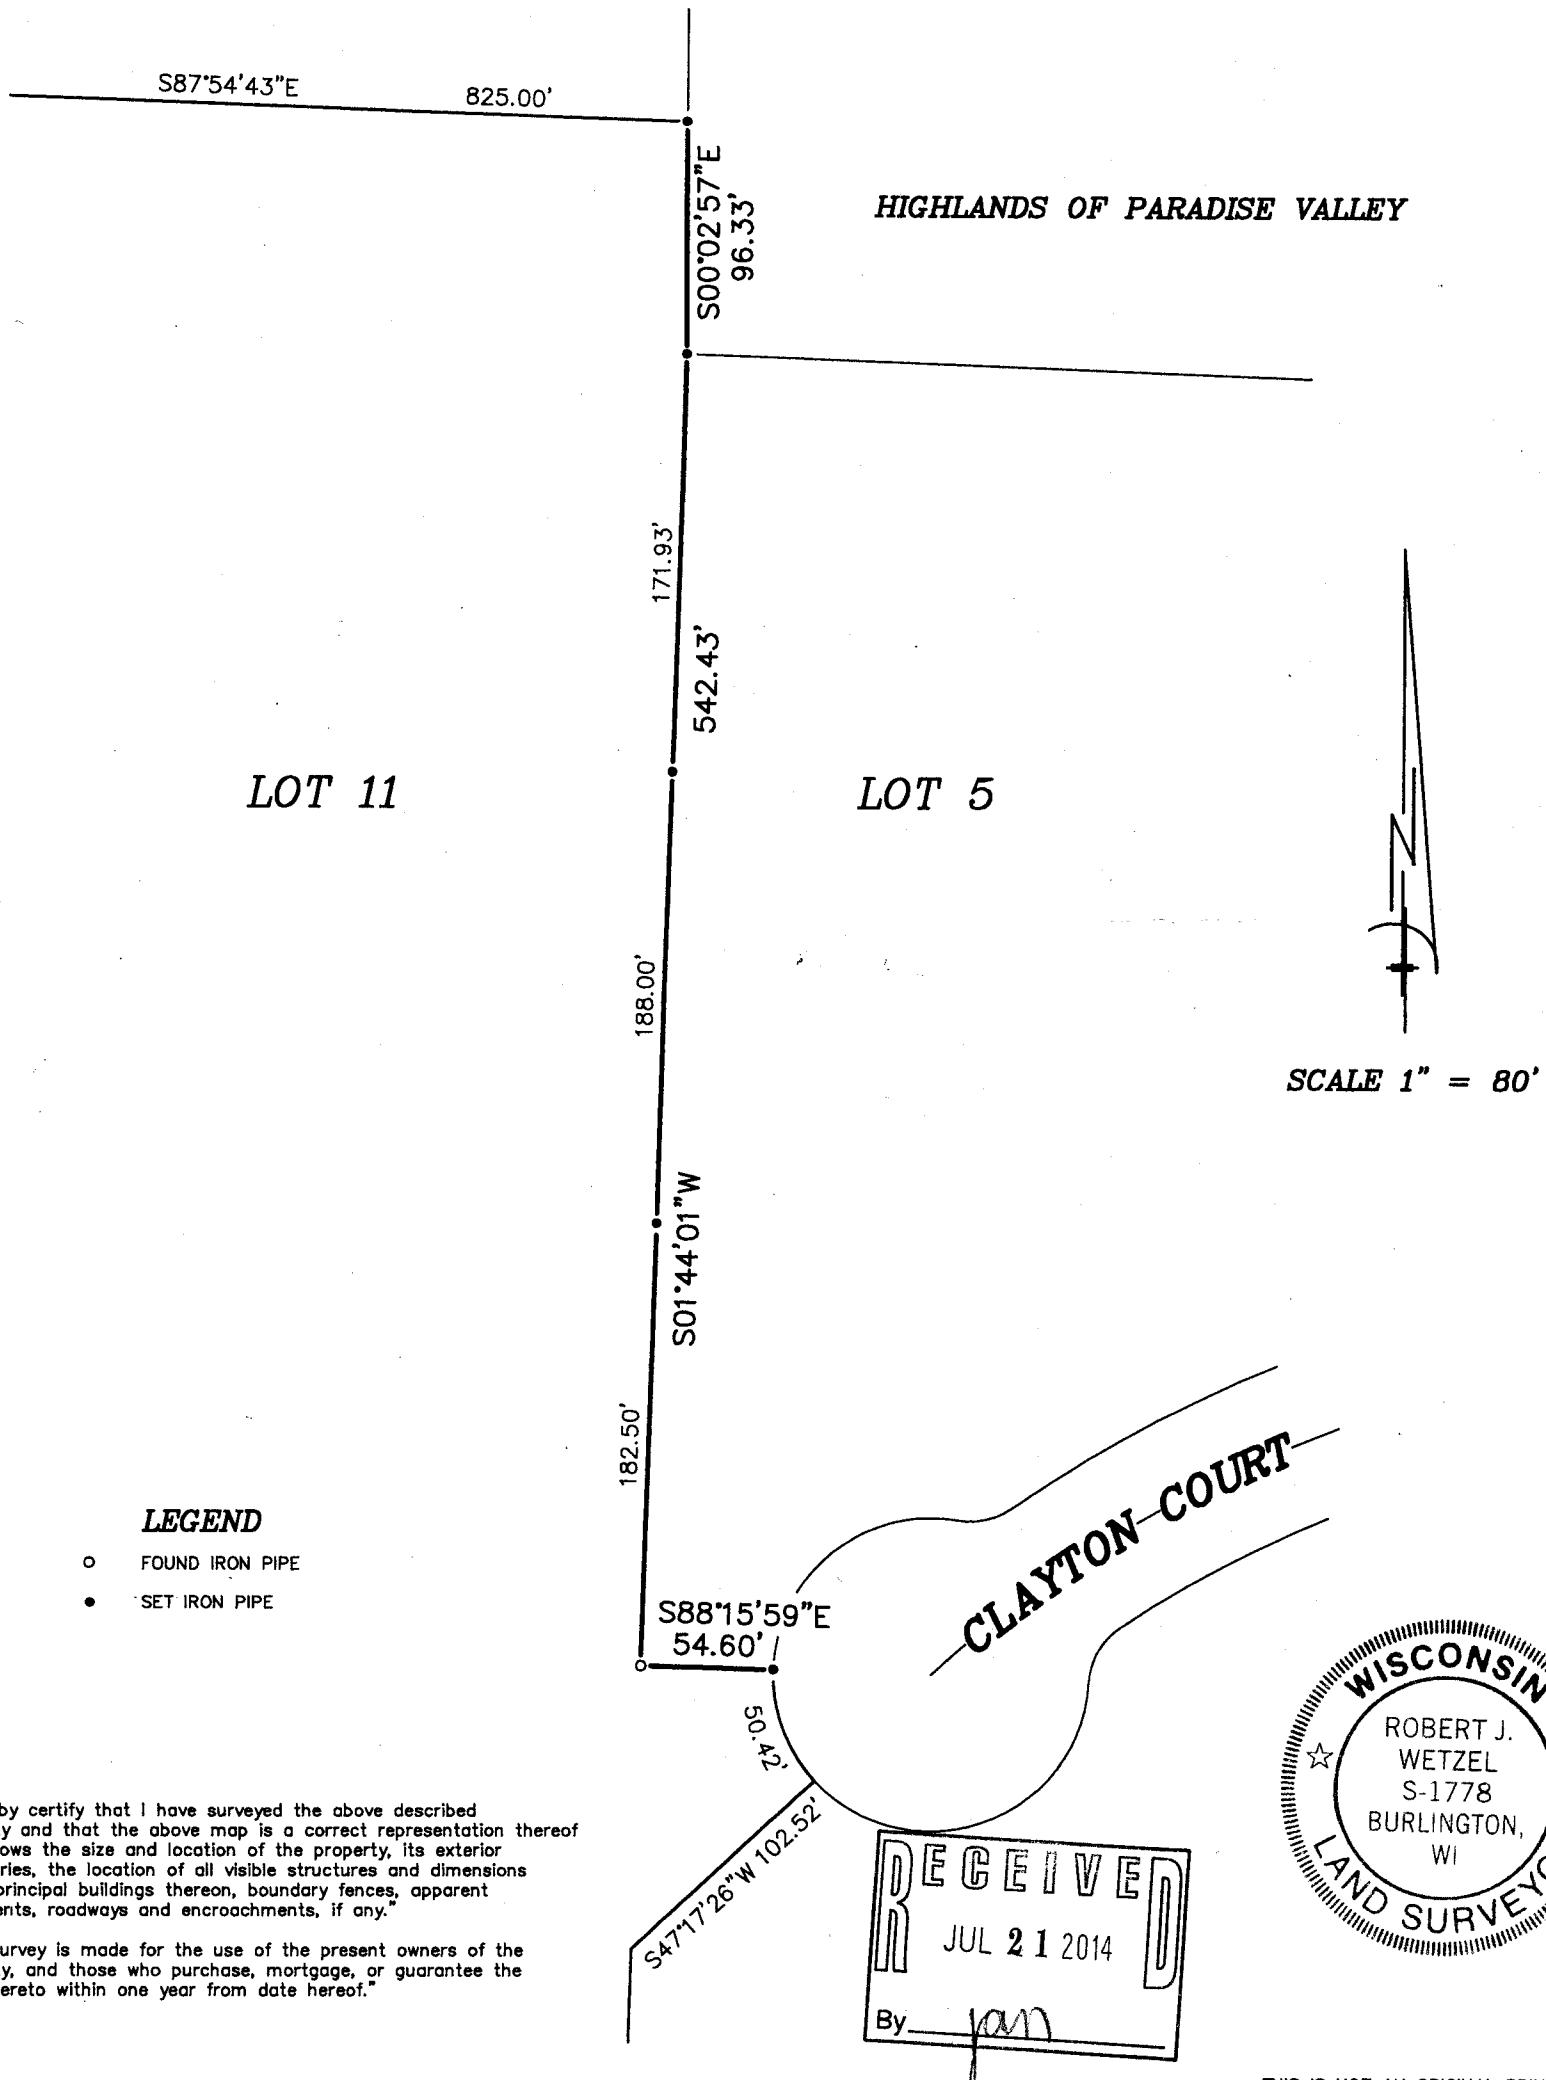 S87°54'43"E 825.00'
S00°02'57"E
96.33'
HIGHLANDS OF PARADISE VALLEY
171.93'
542.43'
LOT 11
LOT 5
N
188.00'
SCALE 1" = 80'
S01°44'01"W
182.50'
CLAYTON COURT
LEGEND
FOUND IRON PIPE
SET IRON PIPE
S88°15'59"E
54.60'
50.42'
S47°17'26"W 102.52'
WISCONSIN
ROBERT J.
WETZEL
S-1778
BURLINGTON,
WI
LAND SURVEYO
by certify that I have surveyed the above described
y and that the above map is a correct representation thereof
ows the size and location of the property, its exterior
ries, the location of all visible structures and dimensions
principal buildings thereon, boundary fences, apparent
nts, roadways and encroachments, if any."
urvey is made for the use of the present owners of the
y, and those who purchase, mortgage, or guarantee the
ereto within one year from date hereof."
RECEIVED
JUL 21 2014
By jan